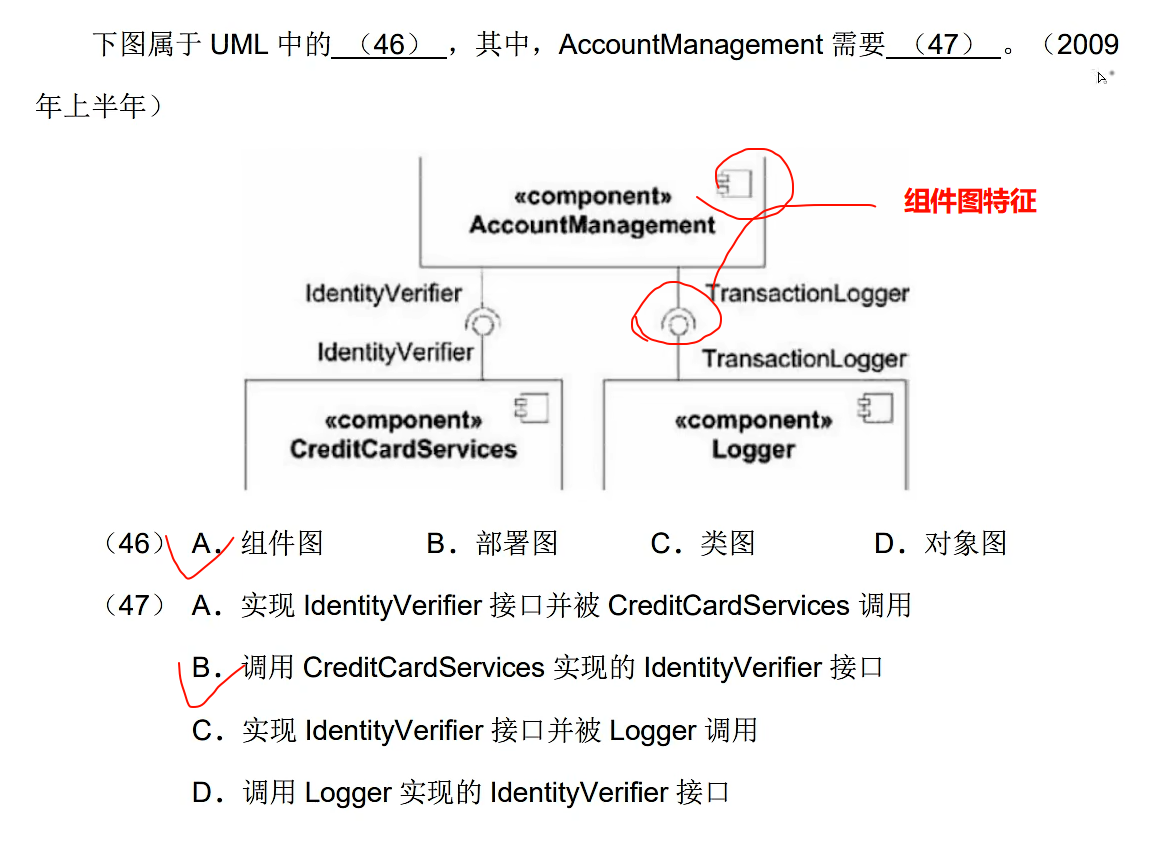 下图属于 UML 中的 （46） ，其中，AccountManagement 需要 （47） 。（2009
年上半年）
«component»
AccountManagement
组件图特征
IdentityVerifier
TransactionLogger
IdentityVerifier
TransactionLogger
«component»
CreditCardServices
«component»
Logger
（46） A．组件图 B．部署图 C．类图 D．对象图
（47） A．实现 IdentityVerifier 接口并被 CreditCardServices 调用
B．调用 CreditCardServices 实现的 IdentityVerifier 接口
C．实现 IdentityVerifier 接口并被 Logger 调用
D．调用 Logger 实现的 IdentityVerifier 接口